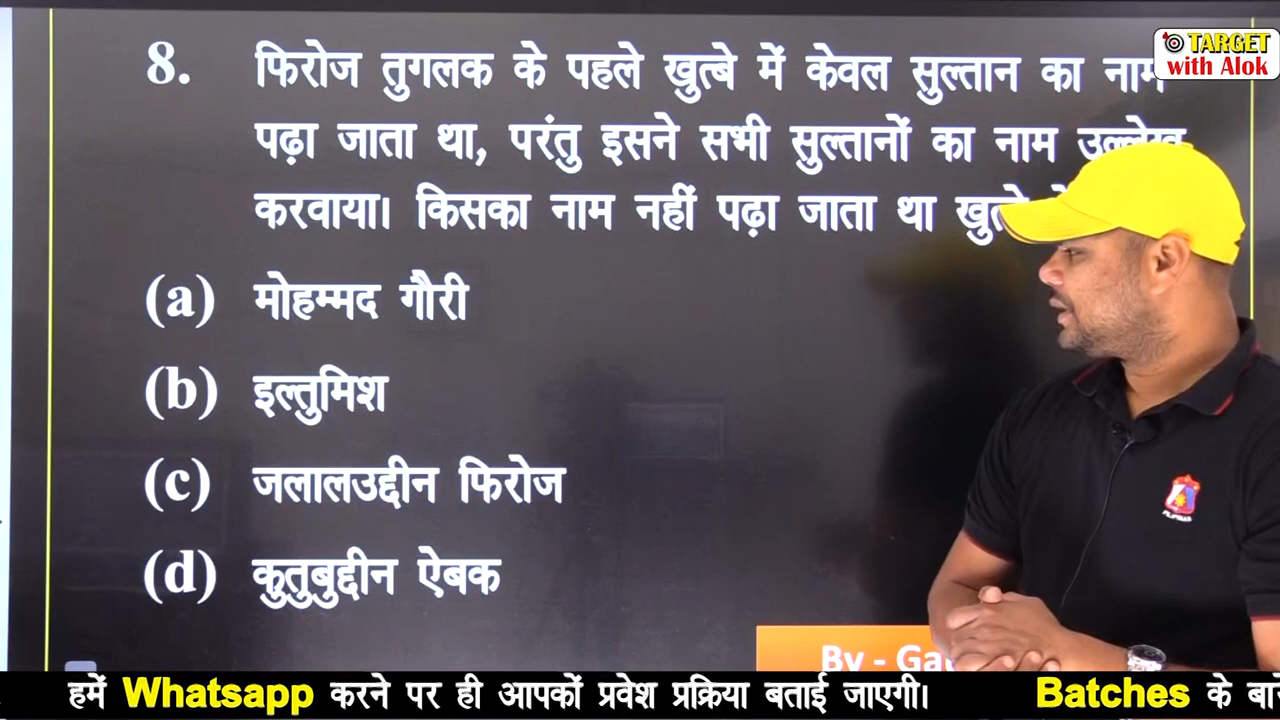 TARGET
with Alok
8. फिरोज तुगलक के पहले खुत्बे में केवल सुल्तान का नाम
पढ़ा जाता था, परंतु इसने सभी सुल्तानों का नाम
करवाया। किसका नाम नहीं पढ़ा जाता था
(a) मोहम्मद गौरी
(b) इल्तुमिश
(c) जलालउद्दीन फिरोज
(d) कुतुबुद्दीन ऐबक
By -
हमें Whatsapp करने पर ही आपकों प्रवेश प्रक्रिया बताई जाएगी। Batches के